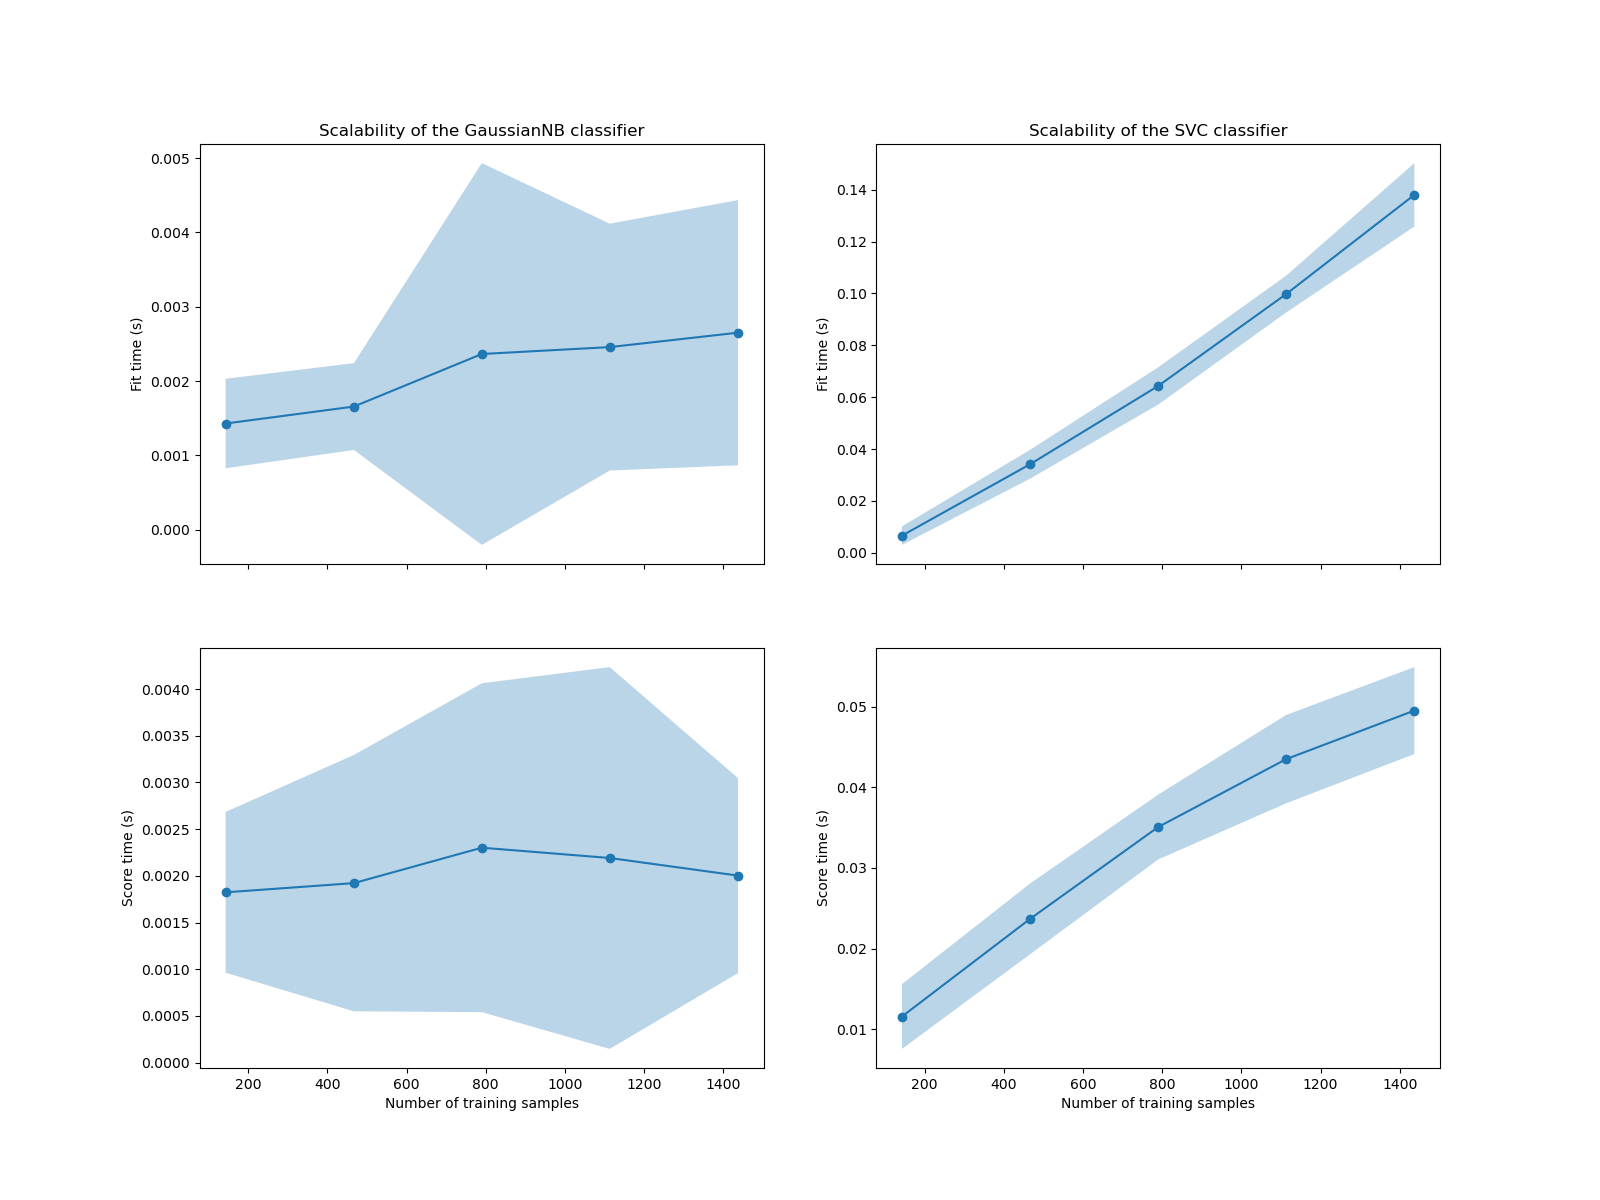 Scalability of the GaussianNB classifier
0.005
0.004
0.003
0.002
0.001
0.000
Fit time (s)
Scalability of the SVC classifier
0.14
0.12
0.10
0.08
0.06
0.04
0.02
0.00
Fit time (s)
0.0040
0.0035
0.0030
0.0025
0.0020
0.0015
0.0010
0.0005
0.0000
Score time (s)
200 400 600 800 1000 1200 1400
Number of training samples
0.05
0.04
0.03
0.02
0.01
Score time (s)
200 400 600 800 1000 1200 1400
Number of training samples